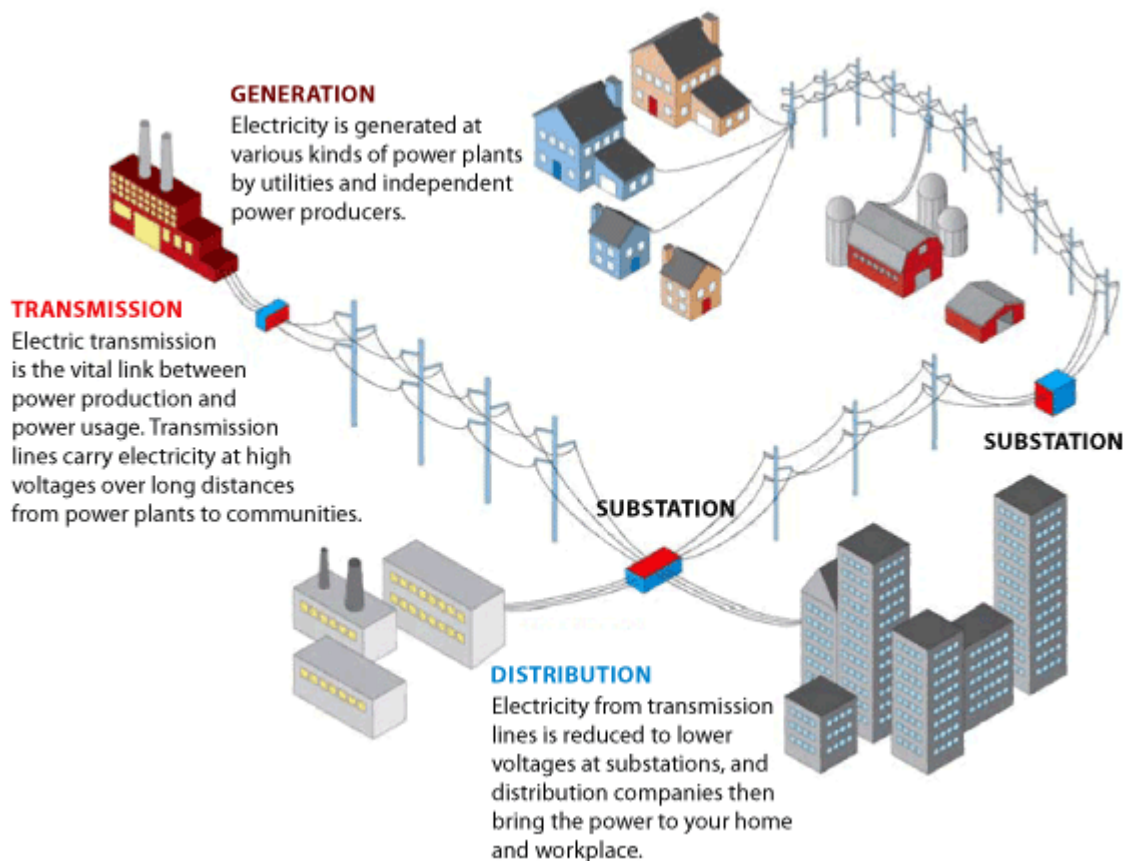 GENERATION
Electricity is generated at
various kinds of power plants
by utilities and independent
power producers.
TRANSMISSION
Electric transmission
is the vital link between
power production and
power usage. Transmission
lines carry electricity at high
voltages over long distances
from power plants to communities.
SUBSTATION
SUBSTATION
DISTRIBUTION
Electricity from transmission
lines is reduced to lower
voltages at substations, and
distribution companies then
bring the power to your home
and workplace.